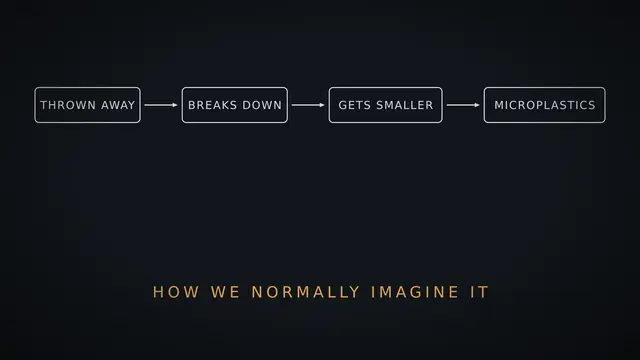 THROWN AWAY
BREAKS DOWN
GETS SMALLER
MICROPLASTICS
HOW WE NORMALLY IMAGINE IT